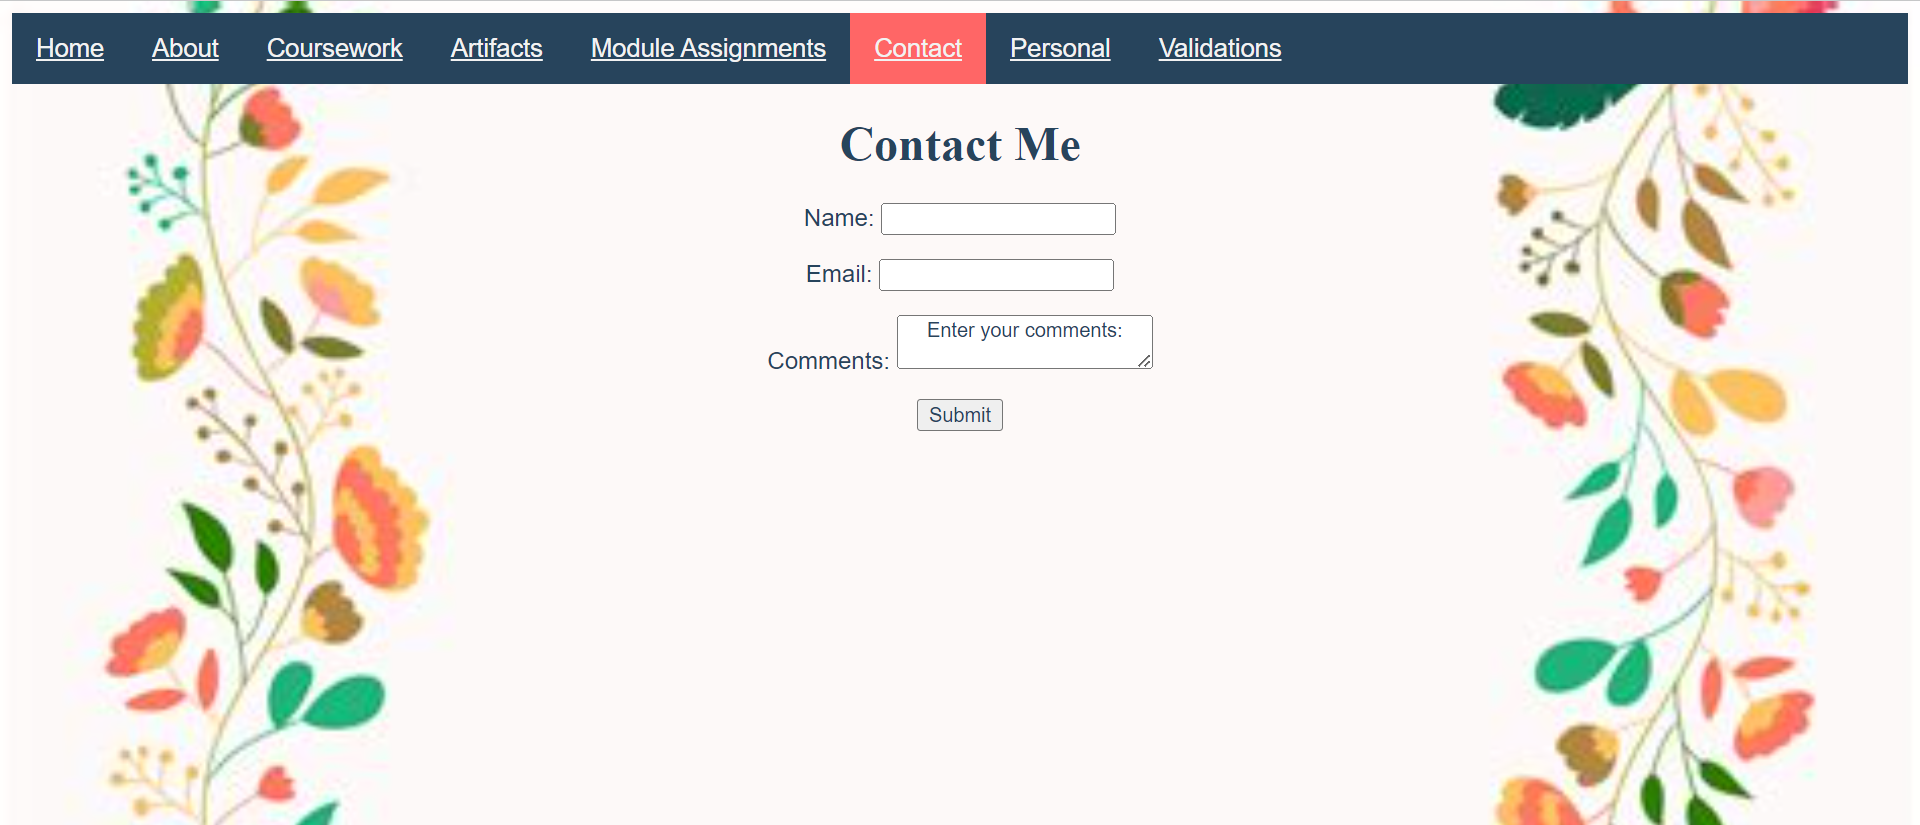 Home About Coursework Artifacts Module Assignments Contact Personal Validations
Contact Me
Name:
Email:
Enter your comments:
Comments:
Submit